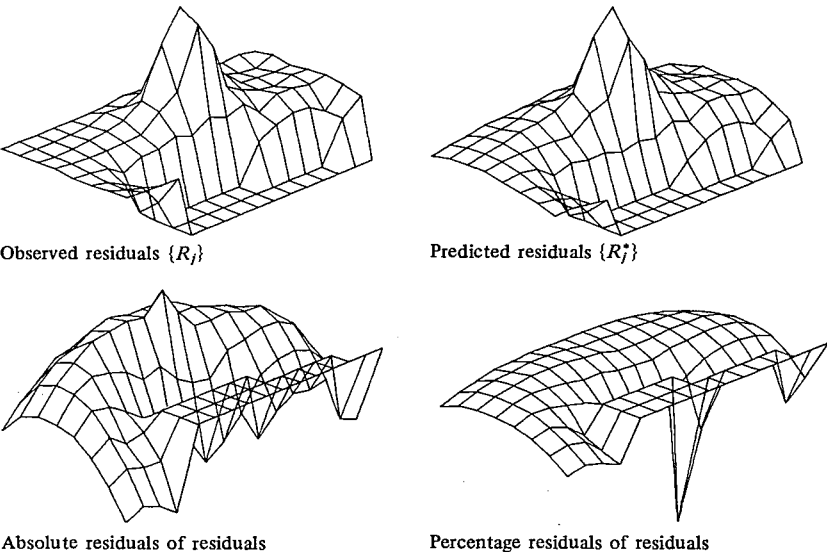 Observed residuals {R_j}
Predicted residuals {R_j^*}
Absolute residuals of residuals
Percentage residuals of residuals